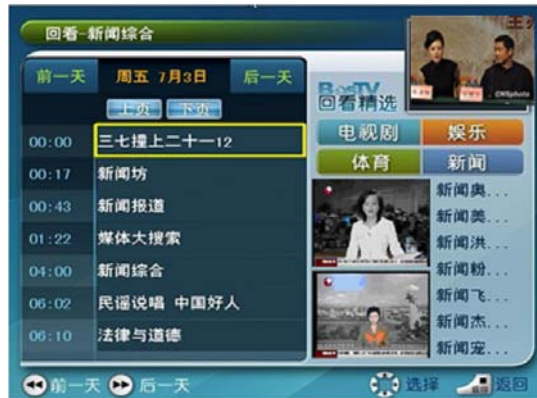 回看-新闻综合
前一天 周五 7月3日 后一天
上页 下页
00:00 三七撞上二十一12
00:17 新闻坊
00:43 新闻报道
01:22 媒体大搜索
04:00 新闻综合
06:02 民谣说唱 中国好人
06:10 法律与道德
BesTV
回看精选
CNSphoto
电视剧 娱乐
体育 新闻
新闻奥...
新闻美...
新闻洪...
新闻粉...
新闻飞...
新闻杰...
新闻宠...
前一天 后一天 选择 返回